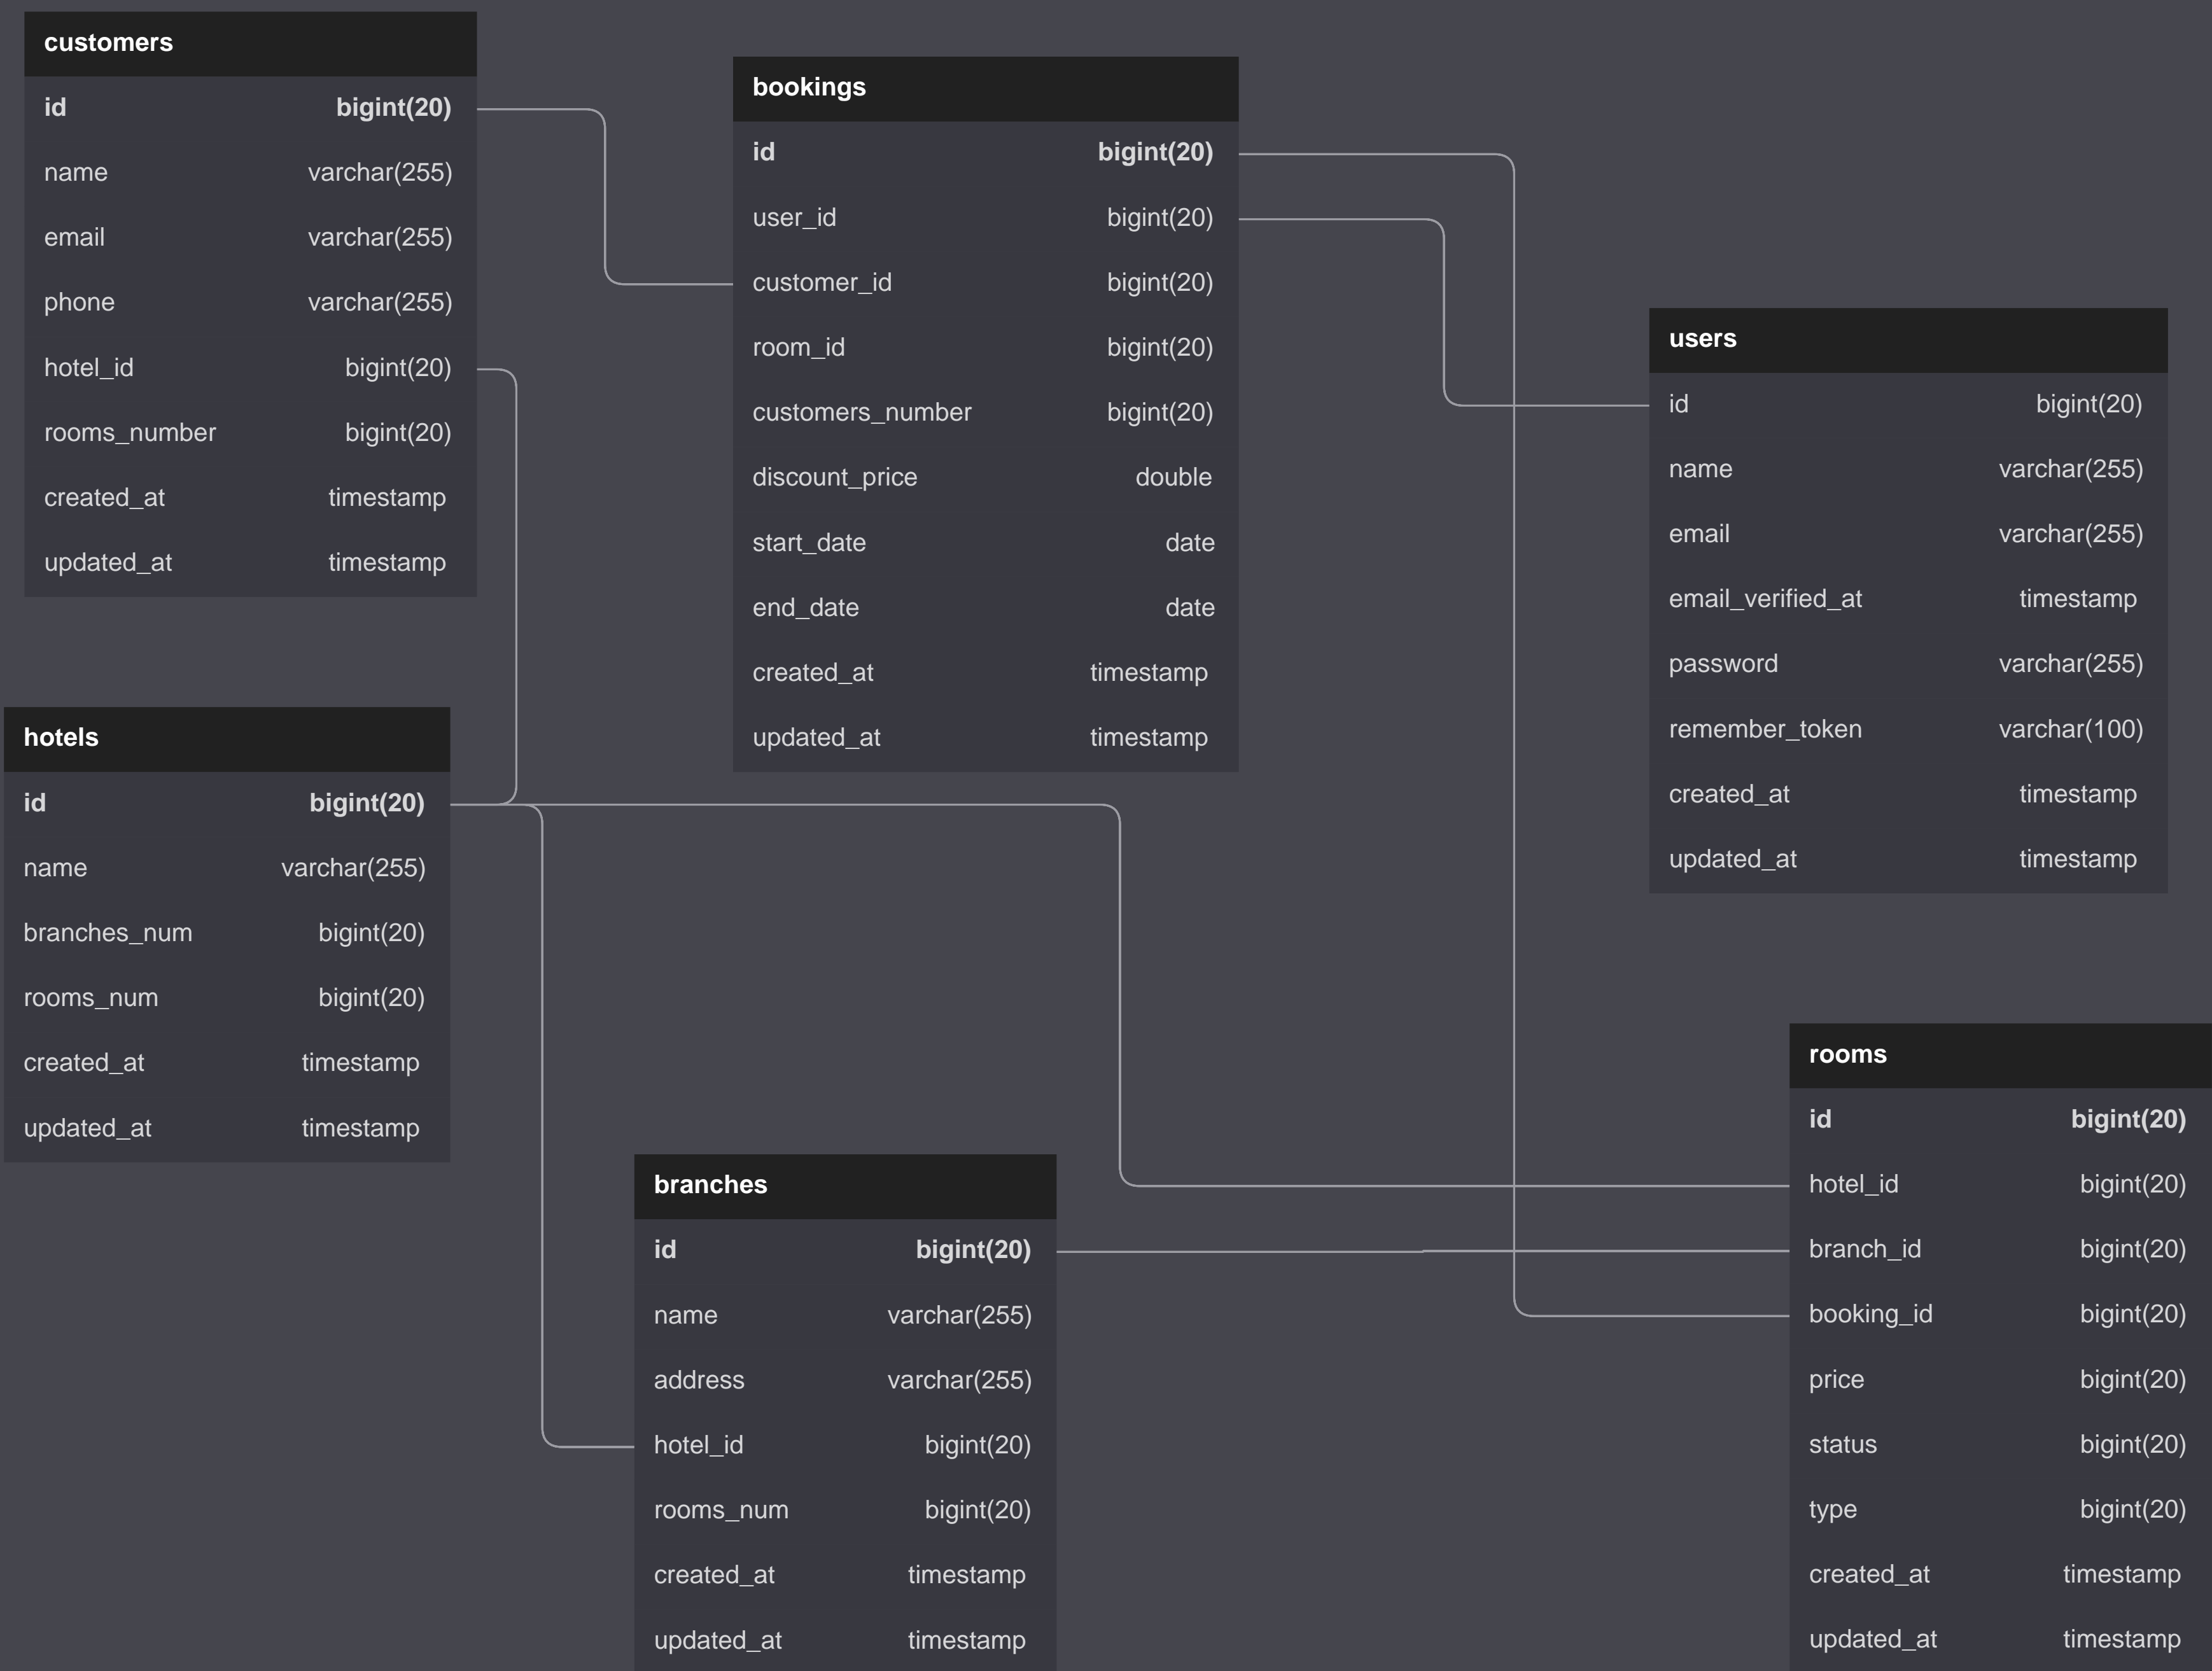 customers
id bigint(20)
name varchar(255)
email varchar(255)
phone varchar(255)
hotel_id bigint(20)
rooms_number bigint(20)
created_at timestamp
updated_at timestamp
bookings
id bigint(20)
user_id bigint(20)
customer_id bigint(20)
room_id bigint(20)
customers_number bigint(20)
discount_price double
start_date date
end_date date
created_at timestamp
updated_at timestamp
users
id bigint(20)
name varchar(255)
email varchar(255)
email_verified_at timestamp
password varchar(255)
remember_token varchar(100)
created_at timestamp
updated_at timestamp
hotels
id bigint(20)
name varchar(255)
branches_num bigint(20)
rooms_num bigint(20)
created_at timestamp
updated_at timestamp
branches
id bigint(20)
name varchar(255)
address varchar(255)
hotel_id bigint(20)
rooms_num bigint(20)
created_at timestamp
updated_at timestamp
rooms
id bigint(20)
hotel_id bigint(20)
branch_id bigint(20)
booking_id bigint(20)
price bigint(20)
status bigint(20)
type bigint(20)
created_at timestamp
updated_at timestamp